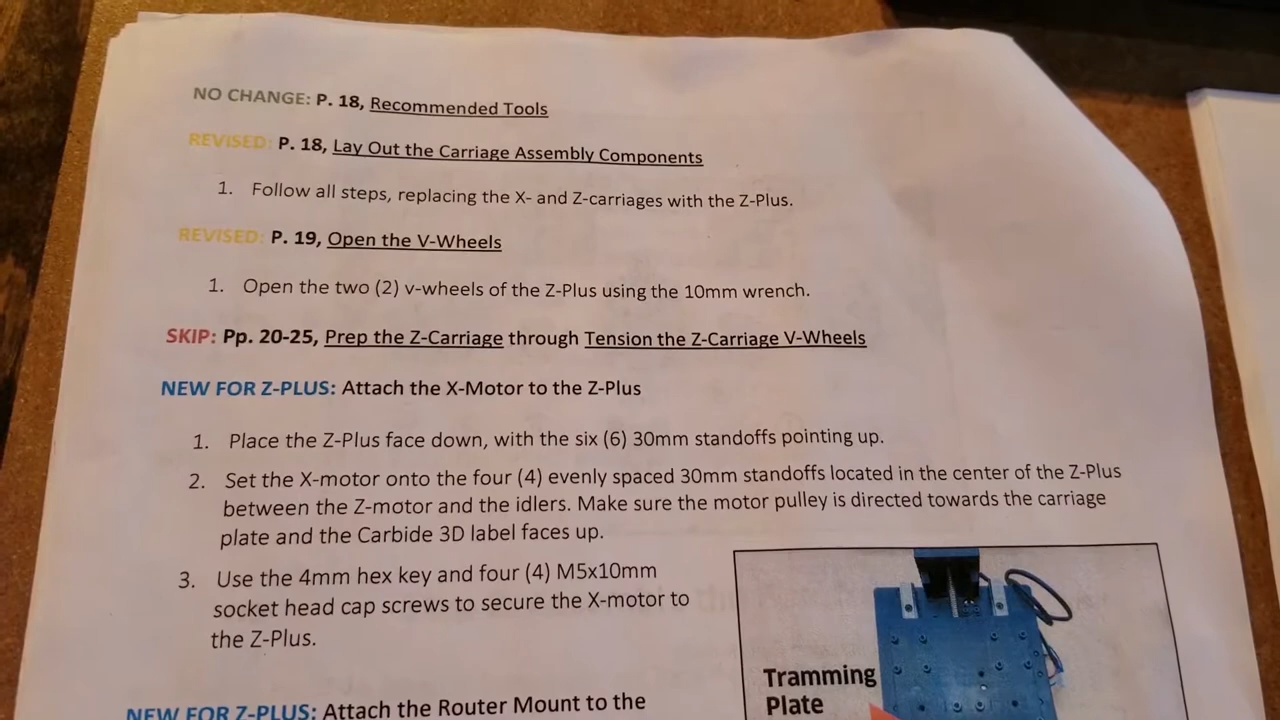 NO CHANGE: P. 18, Recommended Tools
REVISED: P. 18, Lay Out the Carriage Assembly Components
1. Follow all steps, replacing the X- and Z-carriages with the Z-Plus.
REVISED: P. 19, Open the V-Wheels
1. Open the two (2) v-wheels of the Z-Plus using the 10mm wrench.
SKIP: Pp. 20-25, Prep the Z-Carriage through Tension the Z-Carriage V-Wheels
NEW FOR Z-PLUS: Attach the X-Motor to the Z-Plus
1. Place the Z-Plus face down, with the six (6) 30mm standoffs pointing up.
2. Set the X-motor onto the four (4) evenly spaced 30mm standoffs located in the center of the Z-Plus
between the Z-motor and the idlers. Make sure the motor pulley is directed towards the carriage
plate and the Carbide 3D label faces up.
3. Use the 4mm hex key and four (4) M5x10mm
socket head cap screws to secure the X-motor to
the Z-Plus.
NEW FOR Z-PLUS: Attach the Router Mount to the
Tramming
Plate